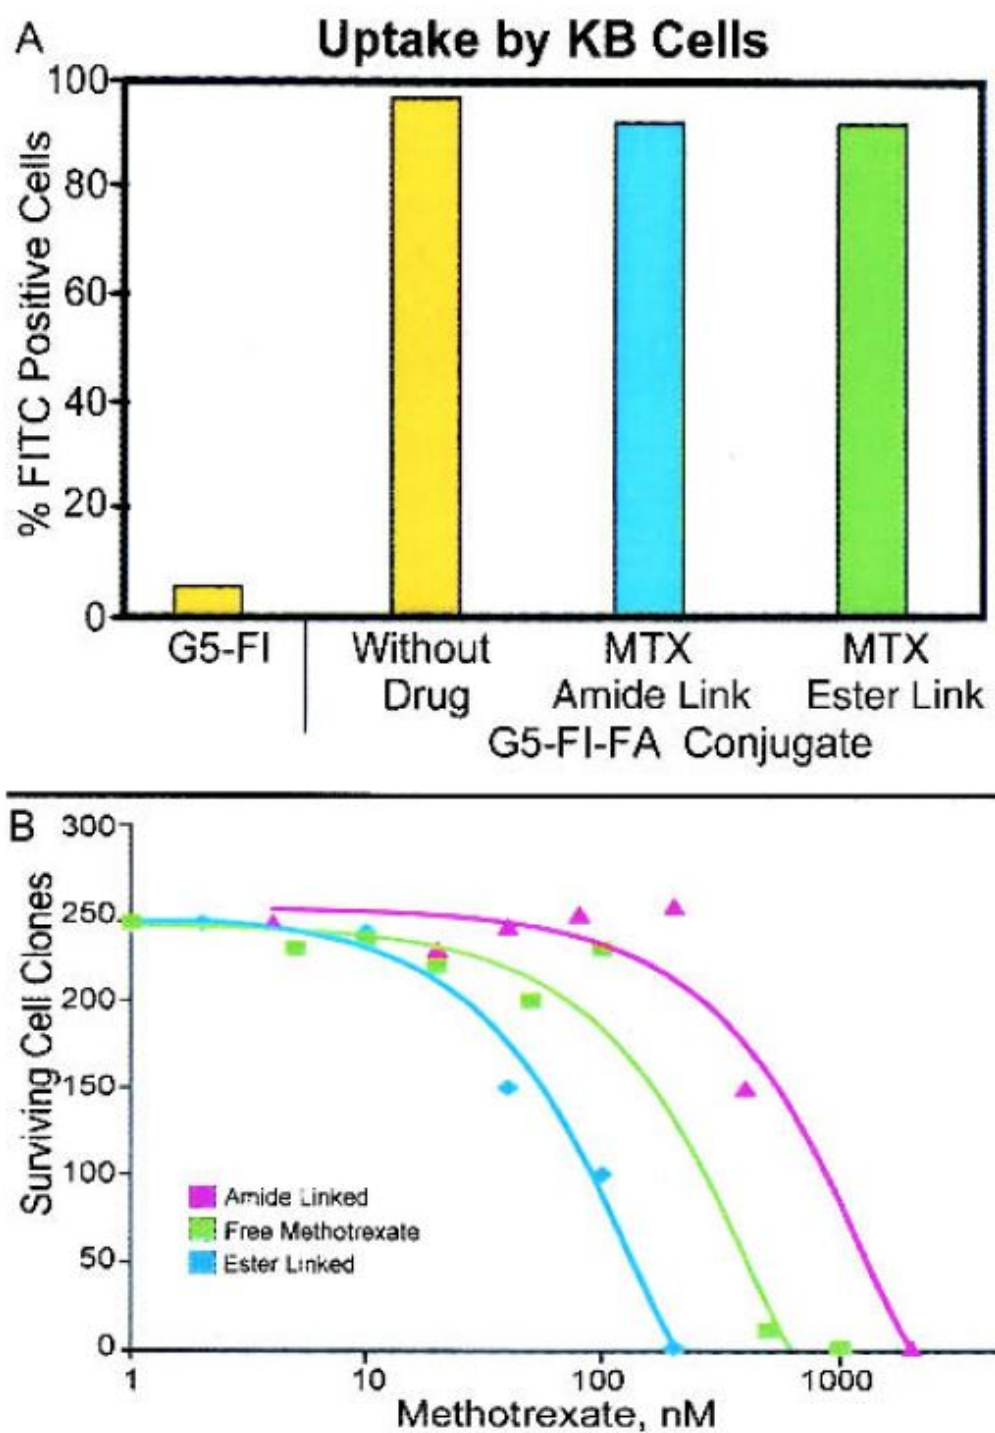 A
Uptake by KB Cells
% FITC Positive Cells
100
80
60
40
20
0
G5-FI
Without
Drug
MTX
Amide Link
MTX
Ester Link
G5-FI-FA Conjugate
B
Surviving Cell Clones
300
250
200
150
100
50
0
Amide Linked
Free Methotrexate
Ester Linked
1
10
100
1000
Methotrexate, nM